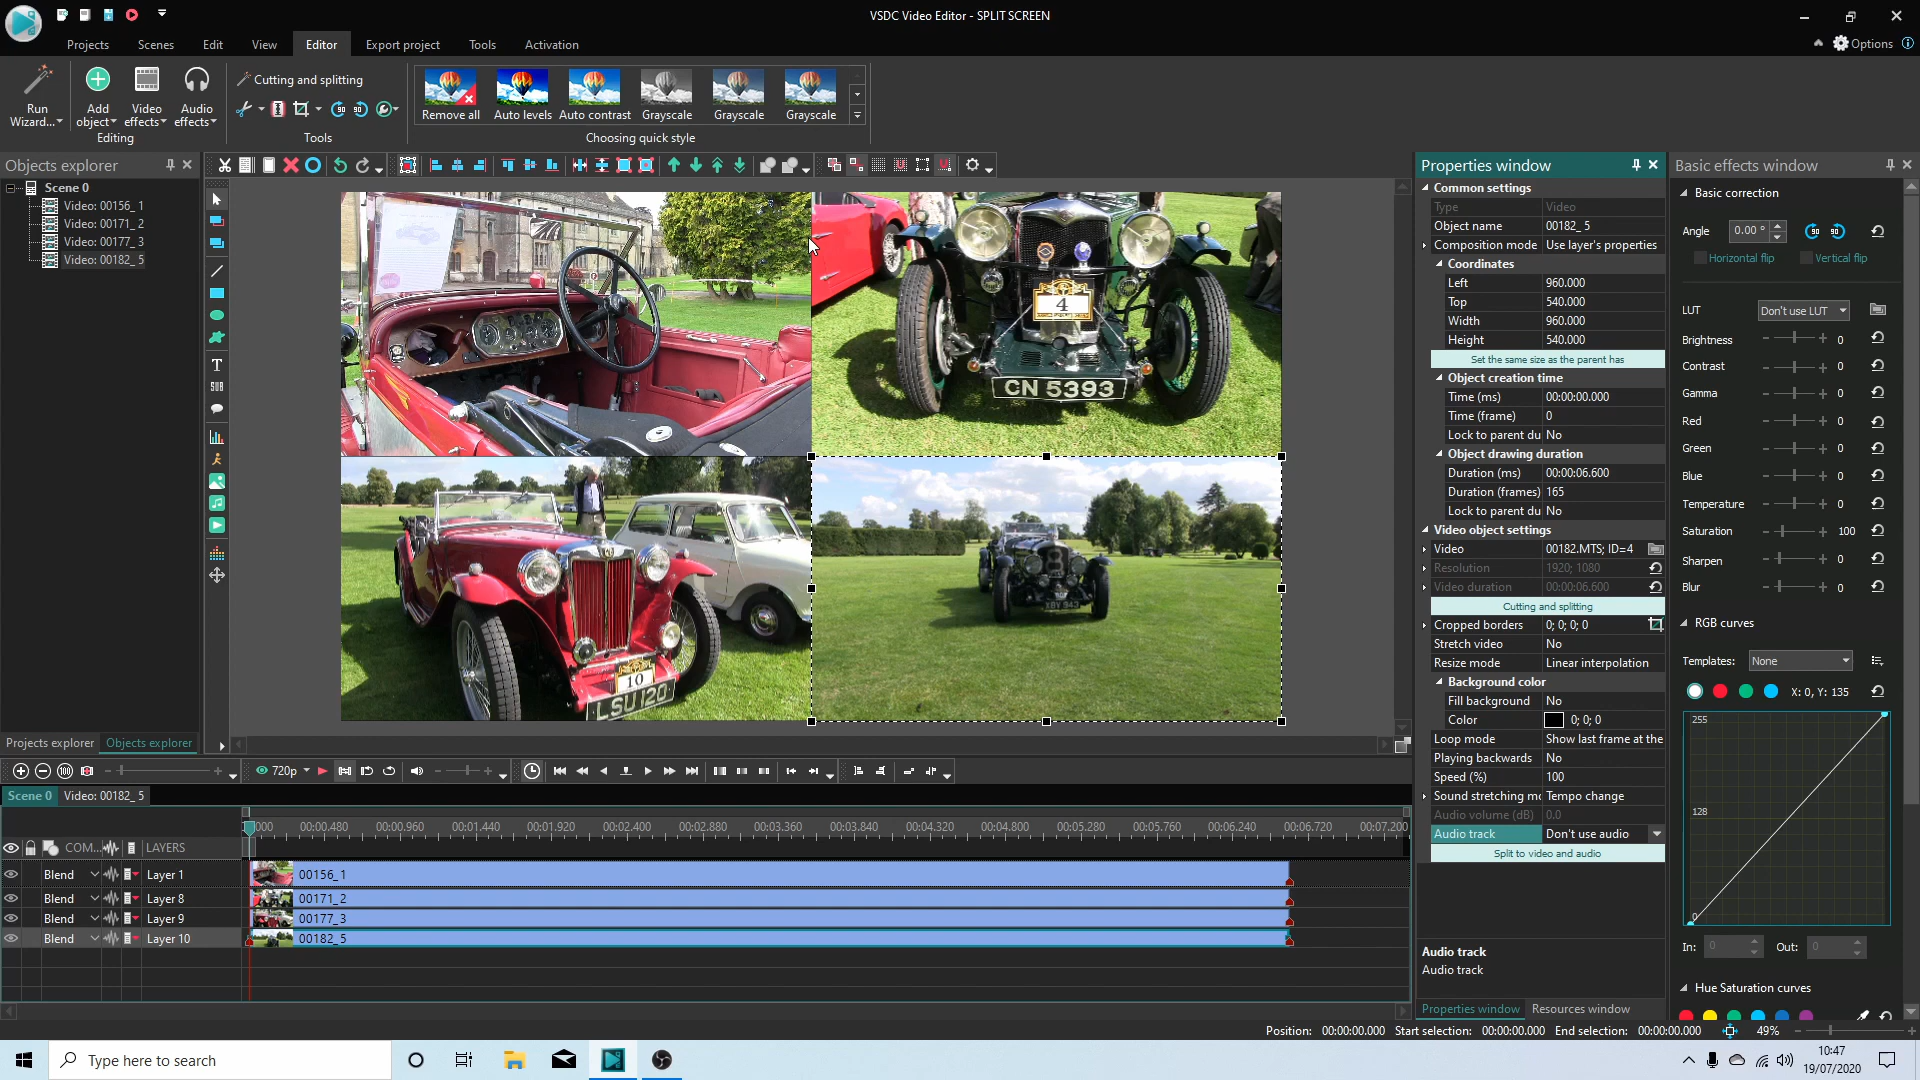 VSDC Video Editor - SPLIT SCREEN
Projects Scenes Edit View Editor Export project Tools Activation
Options
Run Wizard...
Add object
Video effects
Audio effects
Editing
Cutting and splitting
Tools
Remove all
Auto levels
Auto contrast
Grayscale
Grayscale
Grayscale
Choosing quick style
Objects explorer
Scene 0
Video: 00156_1
Video: 00171_2
Video: 00177_3
Video: 00182_5
Projects explorer Objects explorer
4
CN 5393
10
LSU 120
Properties window
Common settings
Type Video
Object name 00182_5
Composition mode Use layer's properties
Coordinates
Left 960.000
Top 540.000
Width 960.000
Height 540.000
Set the same size as the parent has
Object creation time
Time (ms) 00:00:00.000
Time (frame) 0
Lock to parent du No
Object drawing duration
Duration (ms) 00:00:06.600
Duration (frames) 165
Lock to parent du No
Video object settings
Video 00182.MTS; ID=4
Resolution 1920; 1080
Video duration 00:00:06.600
Cutting and splitting
Cropped borders 0; 0; 0; 0
Stretch video No
Resize mode Linear interpolation
Background color
Fill background No
Color 0; 0; 0
Loop mode Show last frame at the
Playing backwards No
Speed (%) 100
Sound stretching mo Tempo change
Audio volume (dB) 0.0
Audio track Don't use audio
Split to video and audio
Audio track
Audio track
Properties window Resources window
Basic effects window
Basic correction
Angle 0.00 °
90 90
Horizontal flip Vertical flip
LUT Don't use LUT
Brightness 0
Contrast 0
Gamma 0
Red 0
Green 0
Blue 0
Temperature 0
Saturation 100
Sharpen 0
Blur 0
RGB curves
Templates: None
X: 0, Y: 135
255
128
0
In: 0 Out: 0
Hue Saturation curves
T
SUB
100
720p
Scene 0 Video: 00182_5
000 00:00.480 00:00.960 00:01.440 00:01.920 00:02.400 00:02.880 00:03.360 00:03.840 00:04.320 00:04.800 00:05.280 00:05.760 00:06.240 00:06.720 00:07.200
COM... LAYERS
Blend Layer 1 00156_1
Blend Layer 8 00171_2
Blend Layer 9 00177_3
Blend Layer 10 00182_5
Position: 00:00:00.000 Start selection: 00:00:00.000 End selection: 00:00:00.000 49%
Type here to search
10:47
19/07/2020